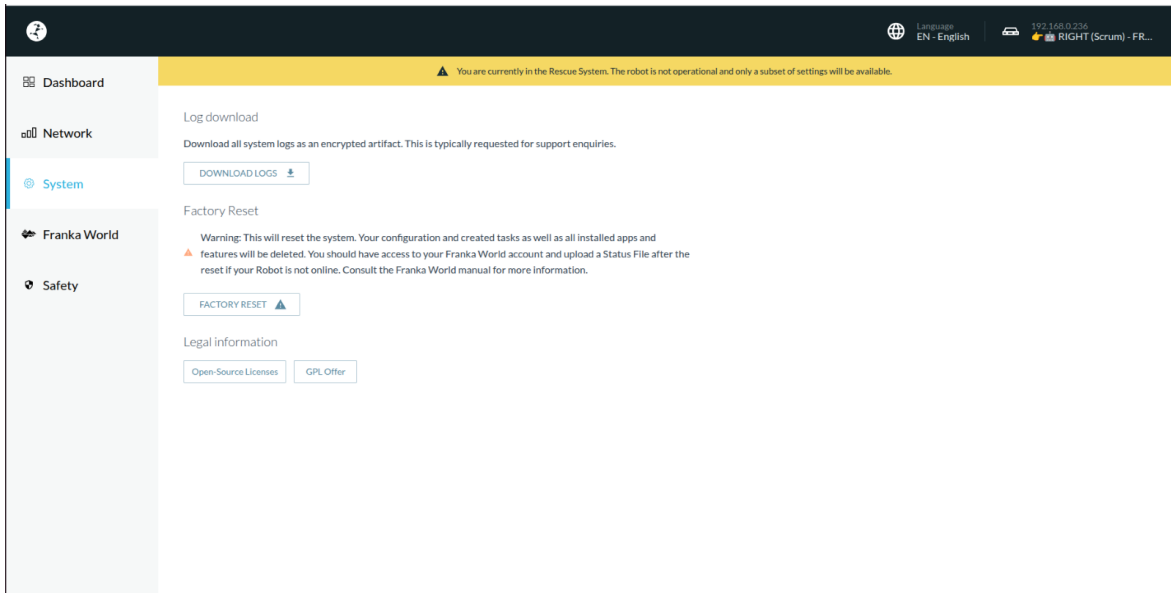 Language
EN - English
192.168.0.236
👉🤖 RIGHT (Scrum) - FR...
Dashboard
Network
System
Franka World
Safety
You are currently in the Rescue System. The robot is not operational and only a subset of settings will be available.
Log download
Download all system logs as an encrypted artifact. This is typically requested for support enquiries.
DOWNLOAD LOGS
Factory Reset
Warning: This will reset the system. Your configuration and created tasks as well as all installed apps and
features will be deleted. You should have access to your Franka World account and upload a Status File after the
reset if your Robot is not online. Consult the Franka World manual for more information.
FACTORY RESET
Legal information
Open-Source Licenses
GPL Offer